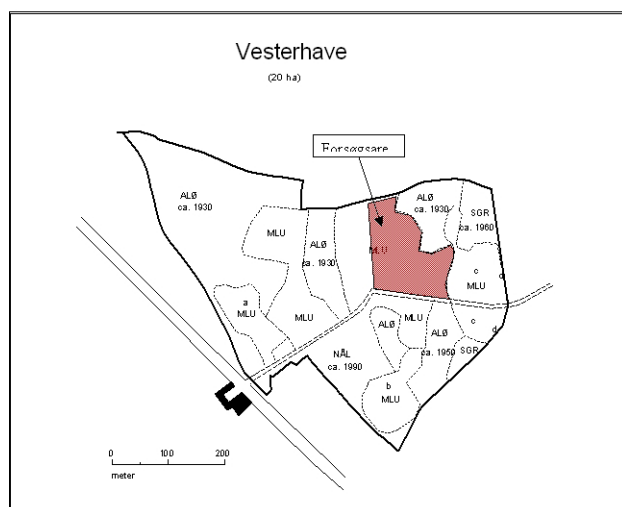 Vesterhave
(20 ha)
Forsøgsare
ALØ
ca. 1930
ALØ
ca. 1930
SGR
ca. 1960
MLU
ALØ
ca. 1930
MLU
c
d
MLU
a
MLU
MLU
ALØ
MLU
ALØ
ca. 1950
c
d
NÅL
ca. 1990
SGR
b
MLU
0
100
200
meter